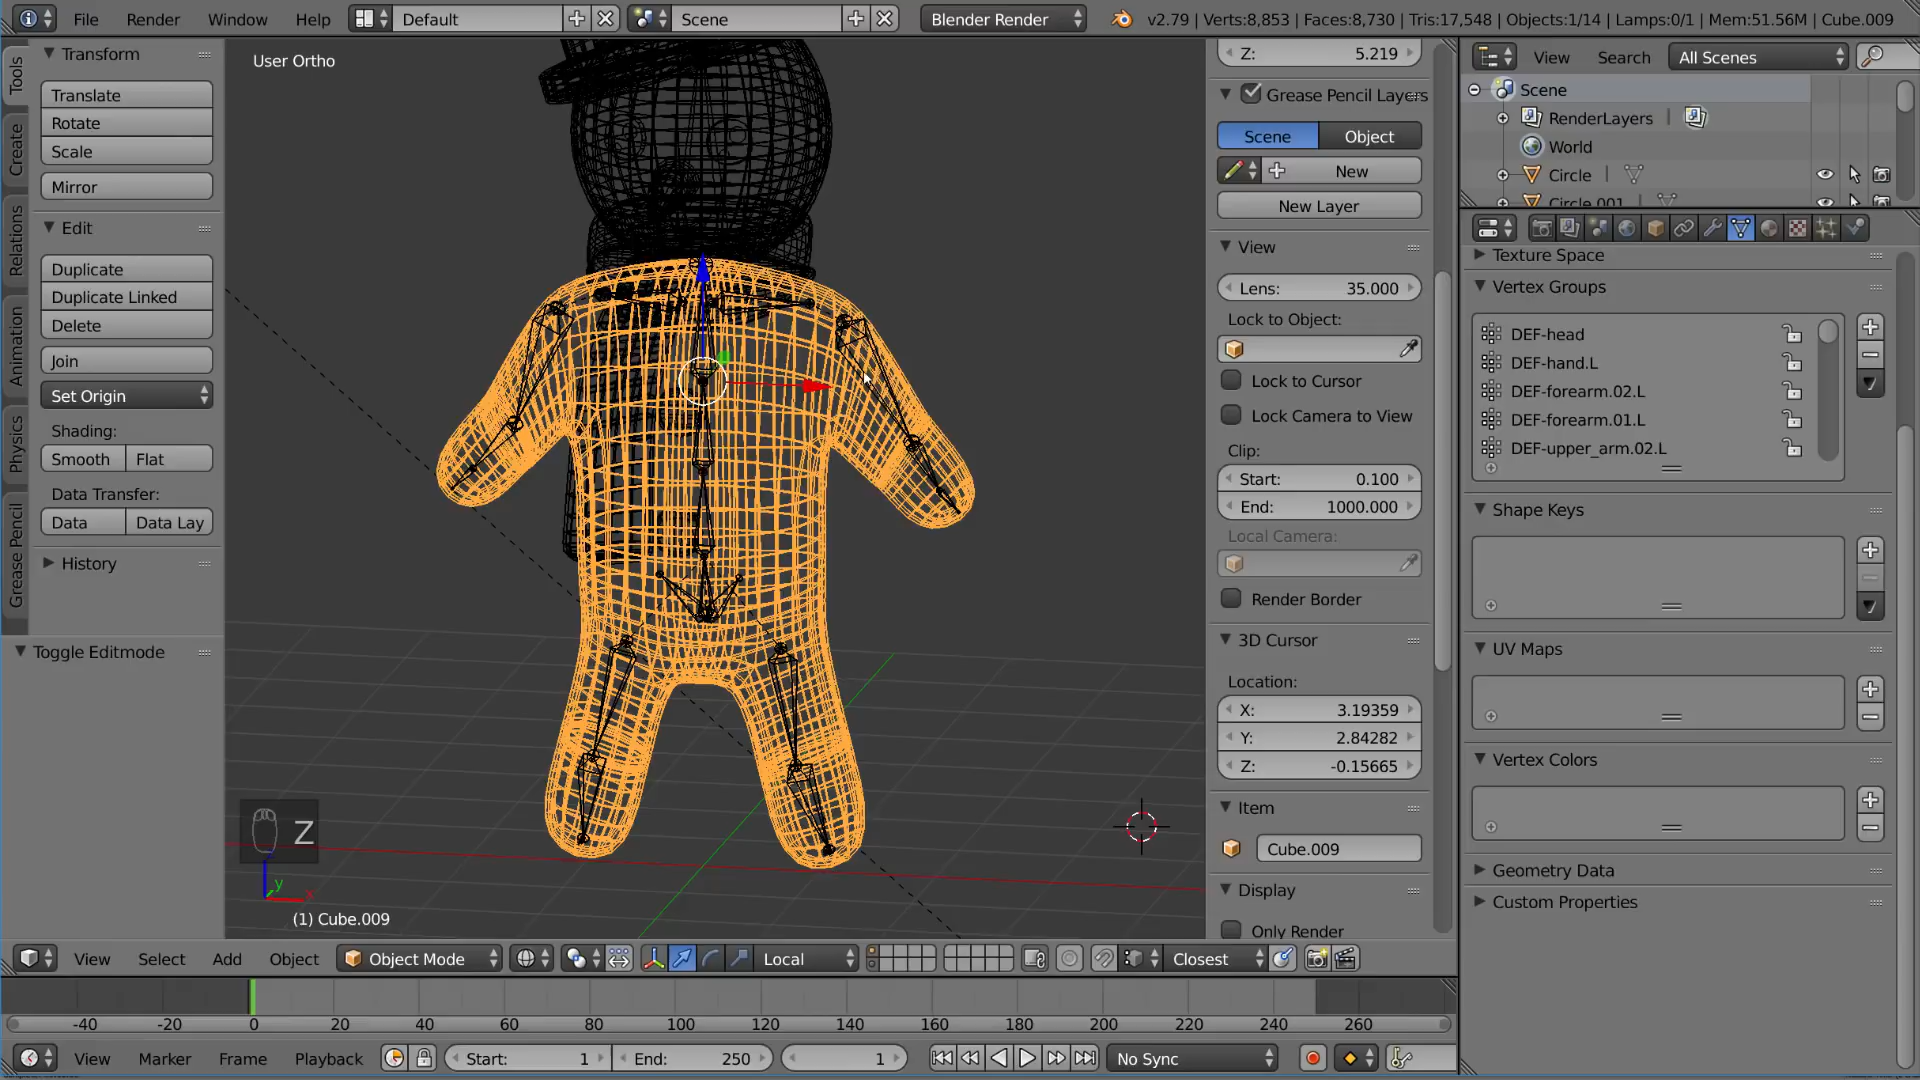 File Render Window Help Default Scene Blender Render v2.79 | Verts:8,853 | Faces:8,730 | Tris:17,548 | Objects:1/14 | Lamps:0/1 | Mem:51.56M | Cube.009
Tools
Create
Relations
Animation
Physics
Grease Pencil
Transform
Translate
Rotate
Scale
Mirror
Edit
Duplicate
Duplicate Linked
Delete
Join
Set Origin
Shading:
Smooth Flat
Data Transfer:
Data Data Lay
History
Toggle Editmode
User Ortho
Z
y
x
(1) Cube.009
Z: 5.219
Grease Pencil Layers
Scene Object
New
New Layer
View
Lens: 35.000
Lock to Object:
Lock to Cursor
Lock Camera to View
Clip:
Start: 0.100
End: 1000.000
Local Camera:
Render Border
3D Cursor
Location:
X: 3.19359
Y: 2.84282
Z: -0.15665
Item
Cube.009
Display
Only Render
View Search All Scenes
Scene
RenderLayers |
World
Circle |
Circle.001
Texture Space
Vertex Groups
DEF-head
DEF-hand.L
DEF-forearm.02.L
DEF-forearm.01.L
DEF-upper_arm.02.L
Shape Keys
UV Maps
Vertex Colors
Geometry Data
Custom Properties
View Select Add Object Object Mode Local Closest
-40 -20 0 20 40 60 80 100 120 140 160 180 200 220 240 260
View Marker Frame Playback Start: 1 End: 250 1 No Sync